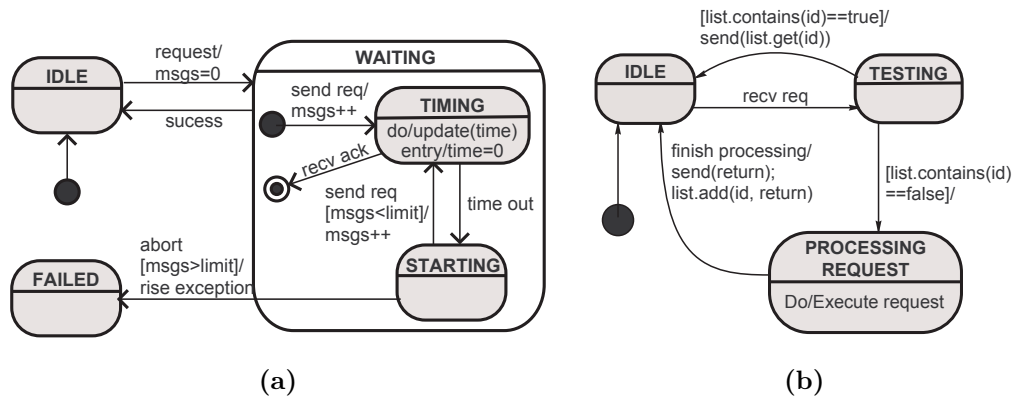 IDLE
request/
msgs=0
sucess
WAITING
send req/
msgs++
TIMING
do/update(time)
entry/time=0
recv ack
send req
[msgs<limit]/
msgs++
time out
STARTING
abort
[msgs>limit]/
rise exception
FAILED
(a)
[list.contains(id)==true]/
send(list.get(id))
IDLE
TESTING
recv req
finish processing/
send(return);
list.add(id, return)
[list.contains(id)
==false]/
PROCESSING
REQUEST
Do/Execute request
(b)